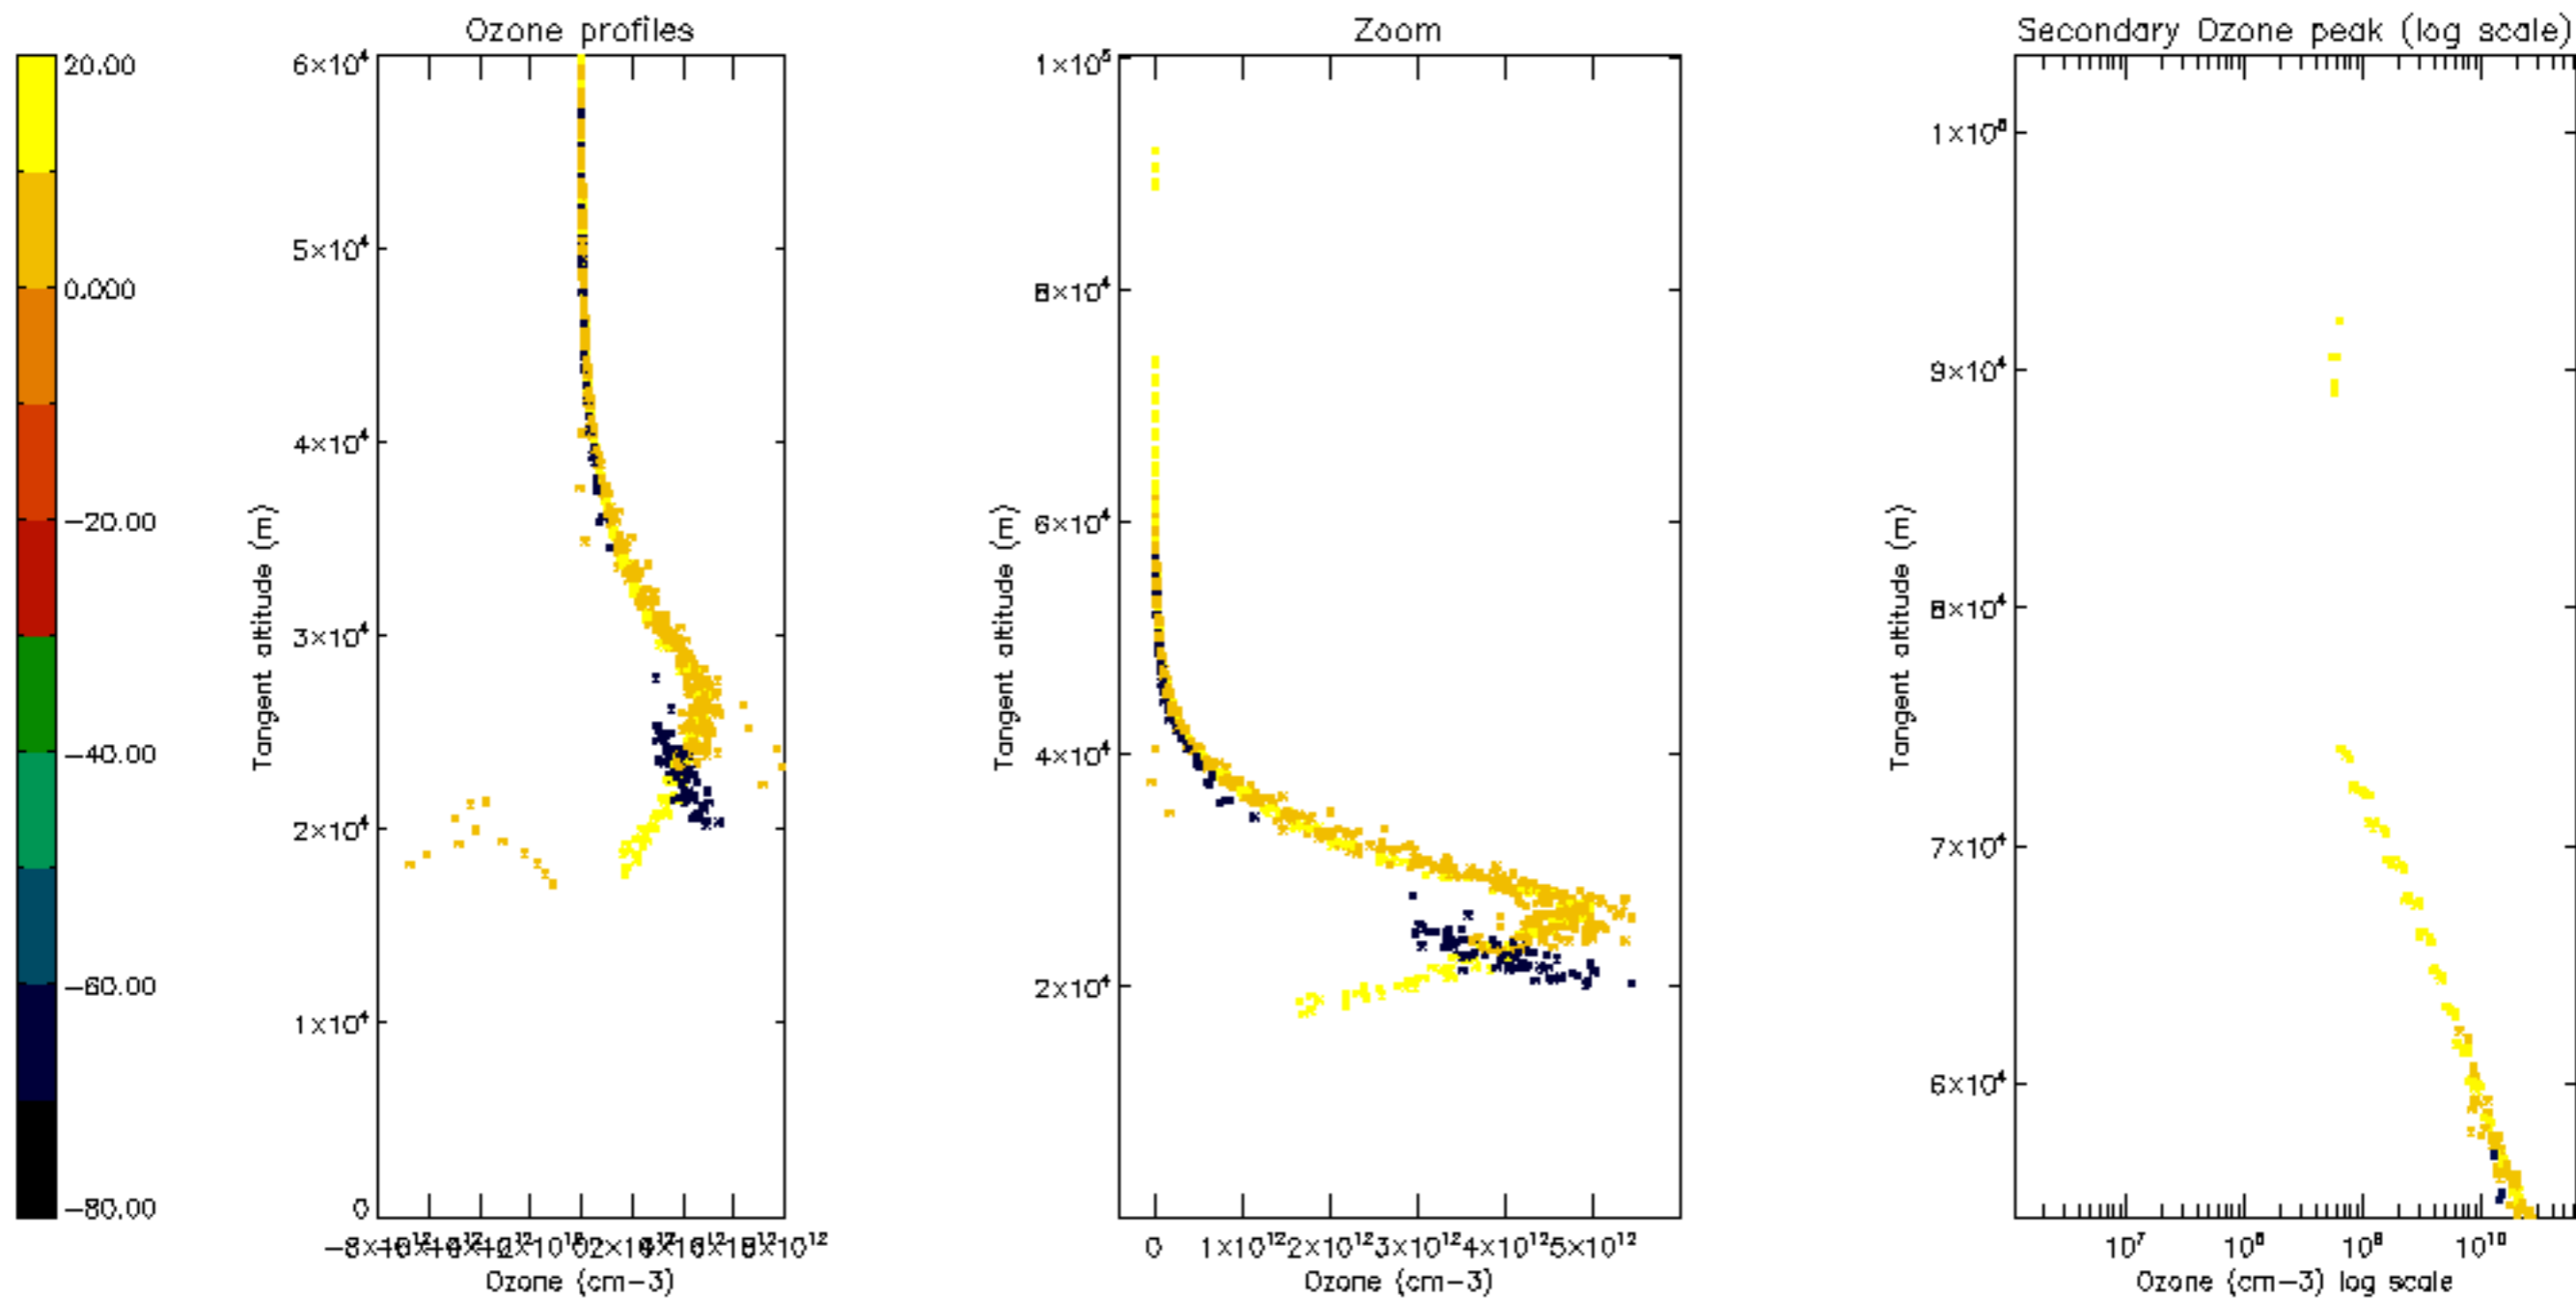 Ozone profiles
Zoom
Secondary Ozone peak (log scale)
20.00
0.000
−20.00
−40.00
−60.00
−80.00
6×10⁴
5×10⁴
4×10⁴
3×10⁴
2×10⁴
1×10⁴
0
Tangent altitude (m)
Ozone (cm−3)
1×10⁵
8×10⁴
6×10⁴
4×10⁴
2×10⁴
Tangent altitude (m)
0 1×10¹² 2×10¹² 3×10¹² 4×10¹² 5×10¹²
Ozone (cm−3)
9×10⁴
8×10⁴
7×10⁴
6×10⁴
Tangent altitude (m)
10⁷ 10⁸ 10⁹ 10¹⁰
Ozone (cm−3) log scale